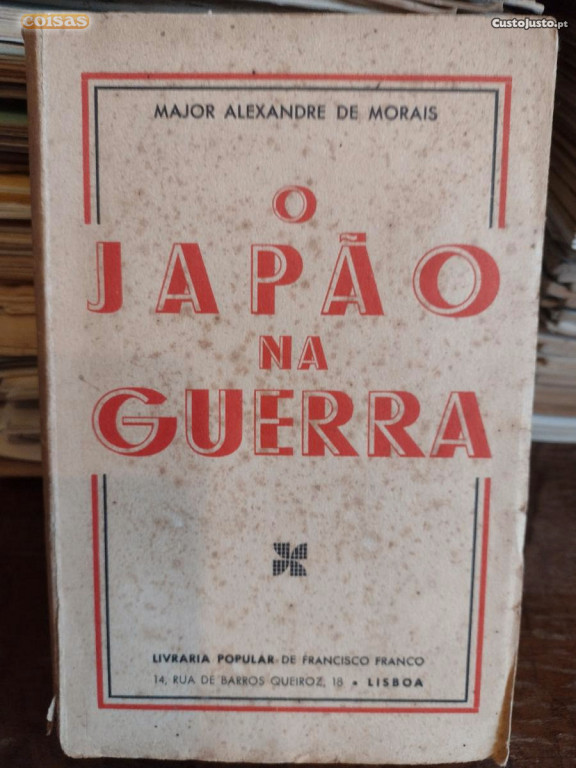 coisas
Custojusto.pt
MAJOR ALEXANDRE DE MORAIS
O
JAPÃO
NA
GUERRA
LIVRARIA POPULAR DE FRANCISCO FRANCO
14, RUA DE BARROS QUEIROZ, 18 • LISBOA